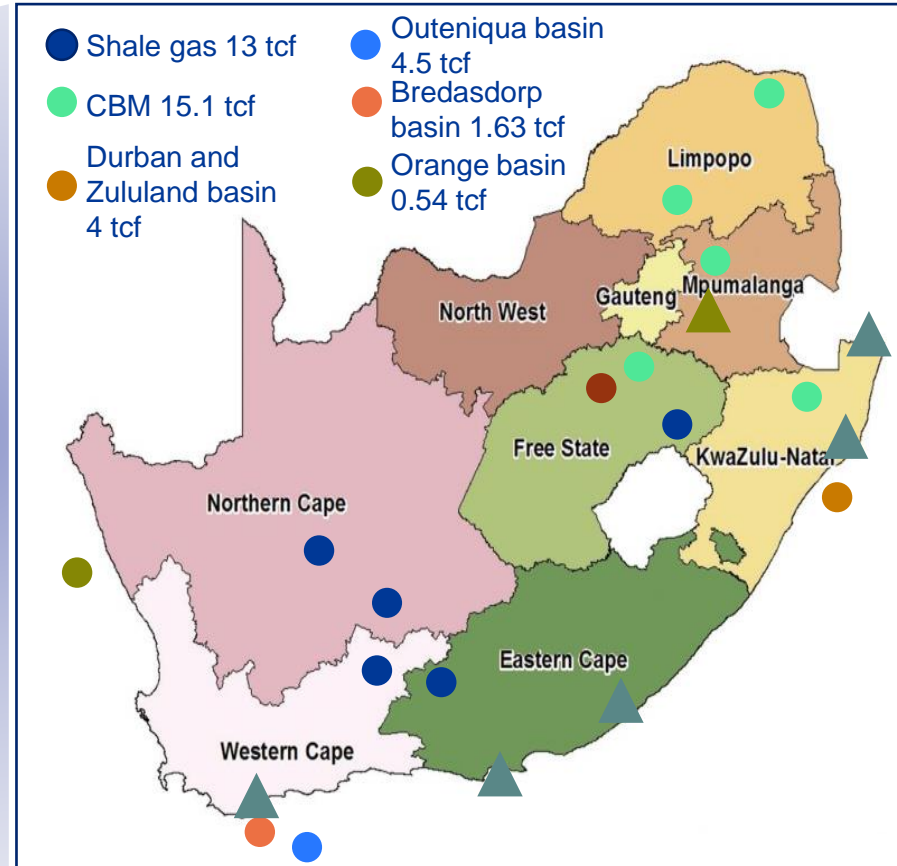 Shale gas 13 tcf
CBM 15.1 tcf
Durban and
Zululand basin
4 tcf
Outeniqua basin
4.5 tcf
Bredasdorp
basin 1.63 tcf
Orange basin
0.54 tcf
Limpopo
Mpumalanga
Gauteng
North West
Free State
KwaZulu-Natal
Northern Cape
Eastern Cape
Western Cape